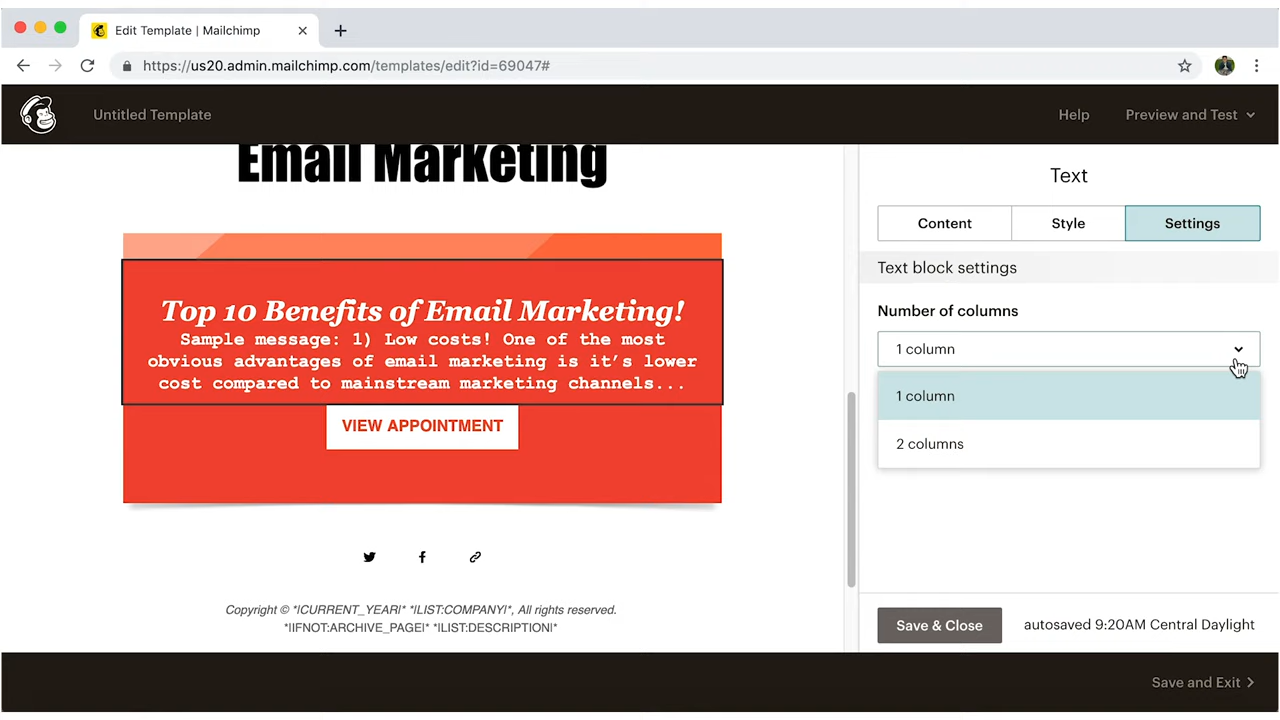 Edit Template | Mailchimp
https://us20.admin.mailchimp.com/templates/edit?id=69047#
Untitled Template
Help
Preview and Test
Email Marketing
Top 10 Benefits of Email Marketing!
Sample message: 1) Low costs! One of the most
obvious advantages of email marketing is it’s lower
cost compared to mainstream marketing channels...
VIEW APPOINTMENT
Copyright © *|CURRENT_YEAR|* *|LIST:COMPANY|*, All rights reserved.
*|IFNOT:ARCHIVE_PAGE|* *|LIST:DESCRIPTION|*
Text
Content
Style
Settings
Text block settings
Number of columns
1 column
1 column
2 columns
Save & Close
autosaved 9:20AM Central Daylight
Save and Exit